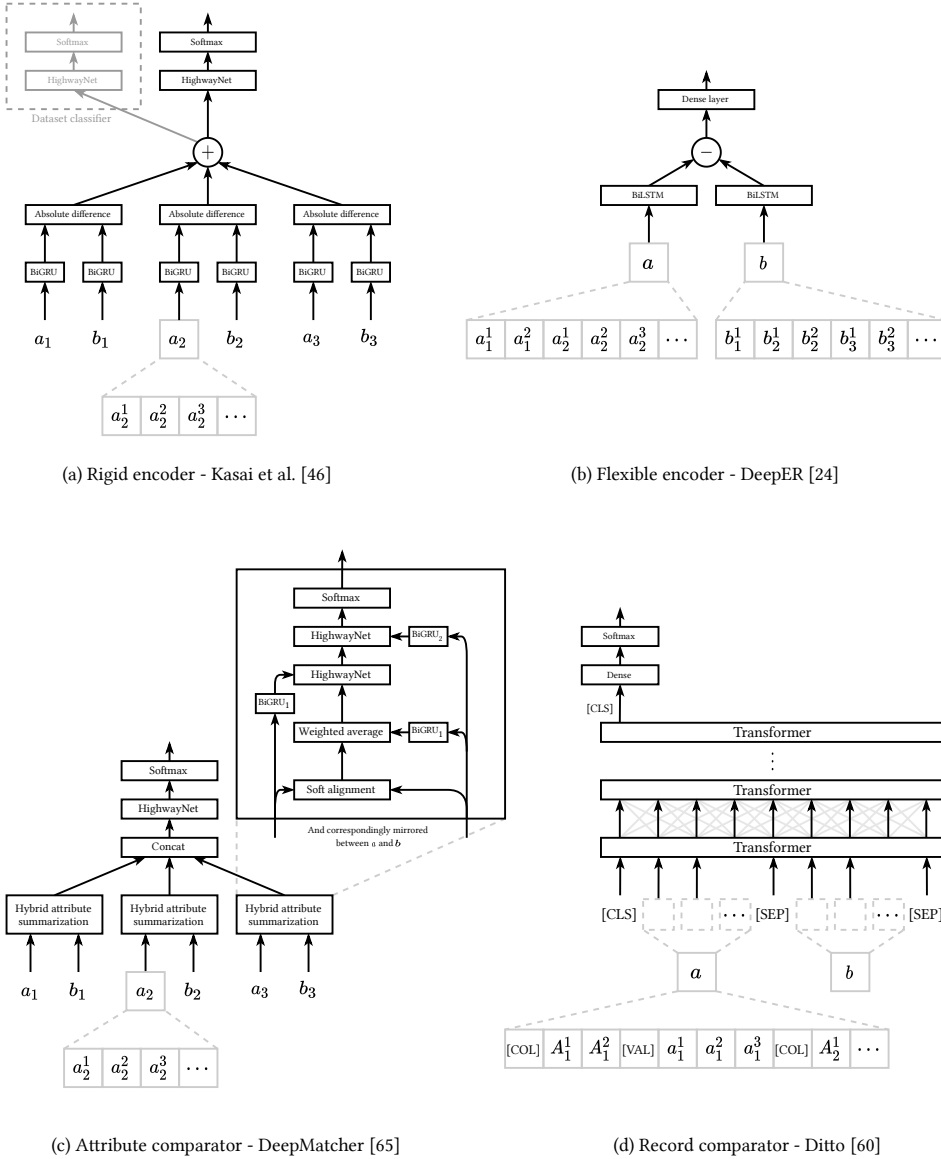 Softmax
HighwayNet
Dataset classifier
Softmax
HighwayNet
+
Absolute difference Absolute difference Absolute difference
BiGRU BiGRU BiGRU BiGRU BiGRU BiGRU
a₁ b₁ a₂ b₂ a₃ b₃
a₂¹ a₂² a₂³ ⋯
(a) Rigid encoder - Kasai et al. [46]
Dense layer
−
BiLSTM BiLSTM
a b
a₁¹ a₁² a₂¹ a₂² a₂³ ⋯ b₁¹ b₂¹ b₂² b₃¹ b₃² ⋯
(b) Flexible encoder - DeepER [24]
Softmax
HighwayNet BiGRU₂
HighwayNet
BiGRU₁
Weighted average BiGRU₁
Soft alignment
And correspondingly mirrored
between a and b
Softmax
HighwayNet
Concat
Hybrid attribute summarization Hybrid attribute summarization Hybrid attribute summarization
a₁ b₁ a₂ b₂ a₃ b₃
a₂¹ a₂² a₂³ ⋯
(c) Attribute comparator - DeepMatcher [65]
Softmax
Dense
[CLS]
Transformer
⋮
Transformer
Transformer
[CLS] ⋯ [SEP] ⋯ [SEP]
a b
[COL] A₁¹ A₁² [VAL] a₁¹ a₁² a₁³ [COL] A₂¹ ⋯
(d) Record comparator - Ditto [60]